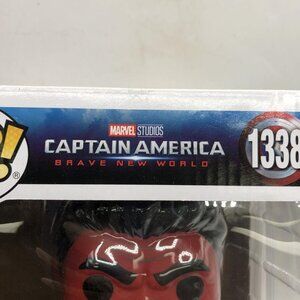 MARVEL STUDIOS
CAPTAIN AMERICA
BRAVE NEW WORLD
1338